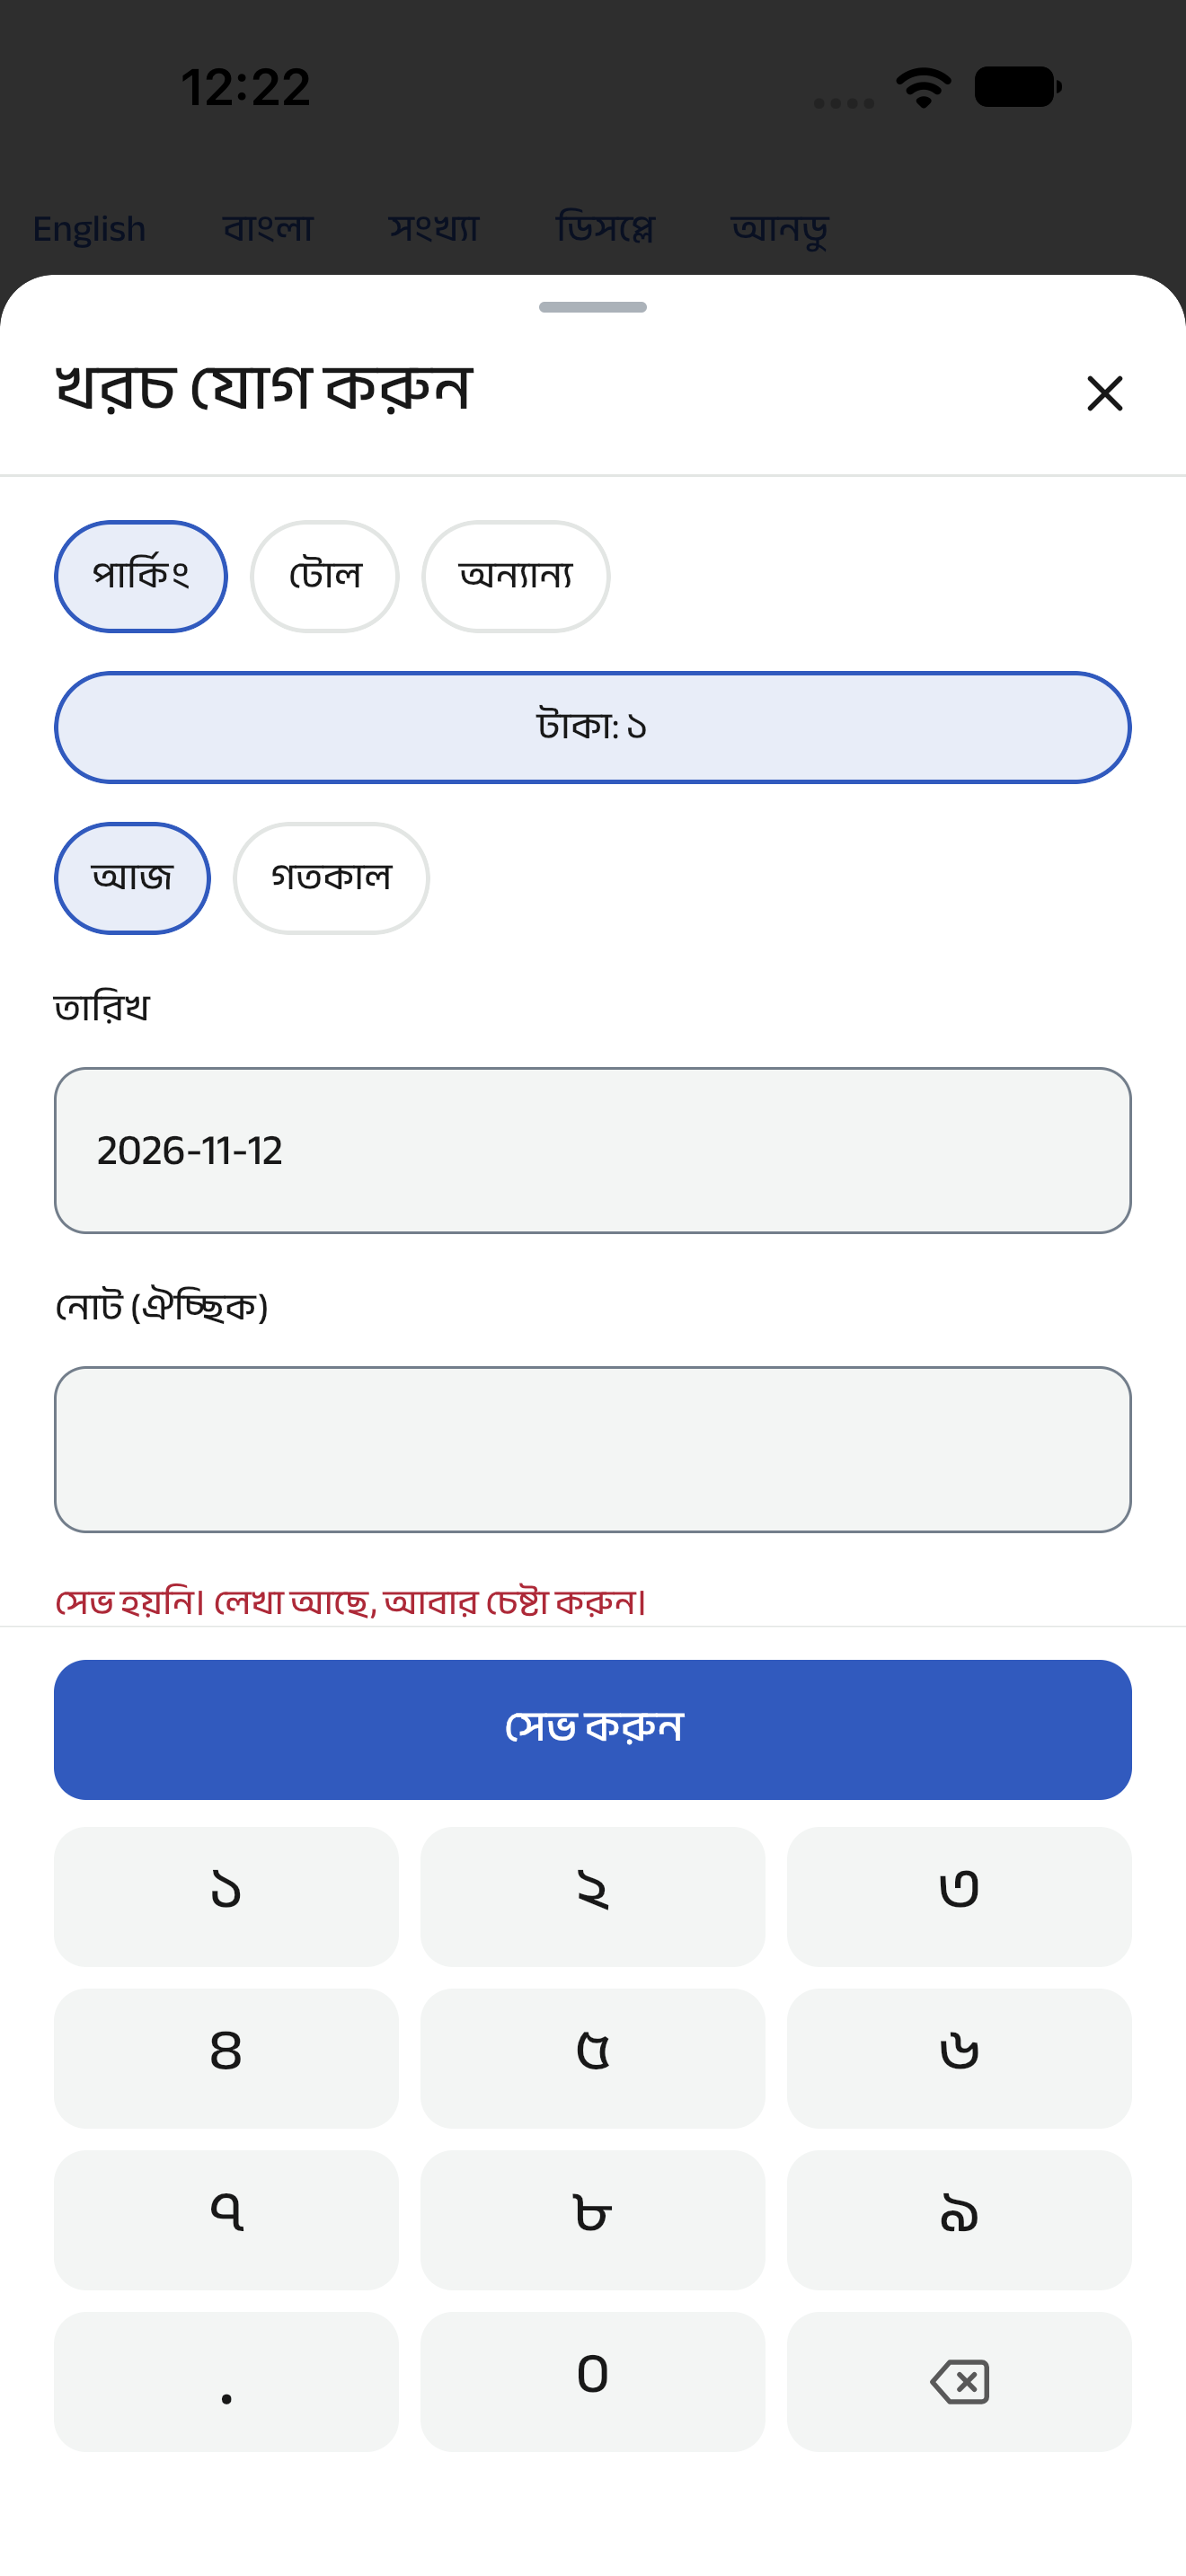 12:22
English বাংলা সংখ্যা ডিসপ্লে আনডু
খরচ যোগ করুন
পার্কিং টোল অন্যান্য
টাকা: ১
আজ গতকাল
তারিখ
2026-11-12
নোট (ঐচ্ছিক)
সেভ হয়নি। লেখা আছে, আবার চেষ্টা করুন।
সেভ করুন
১ ২ ৩
৪ ৫ ৬
৭ ৮ ৯
. ০